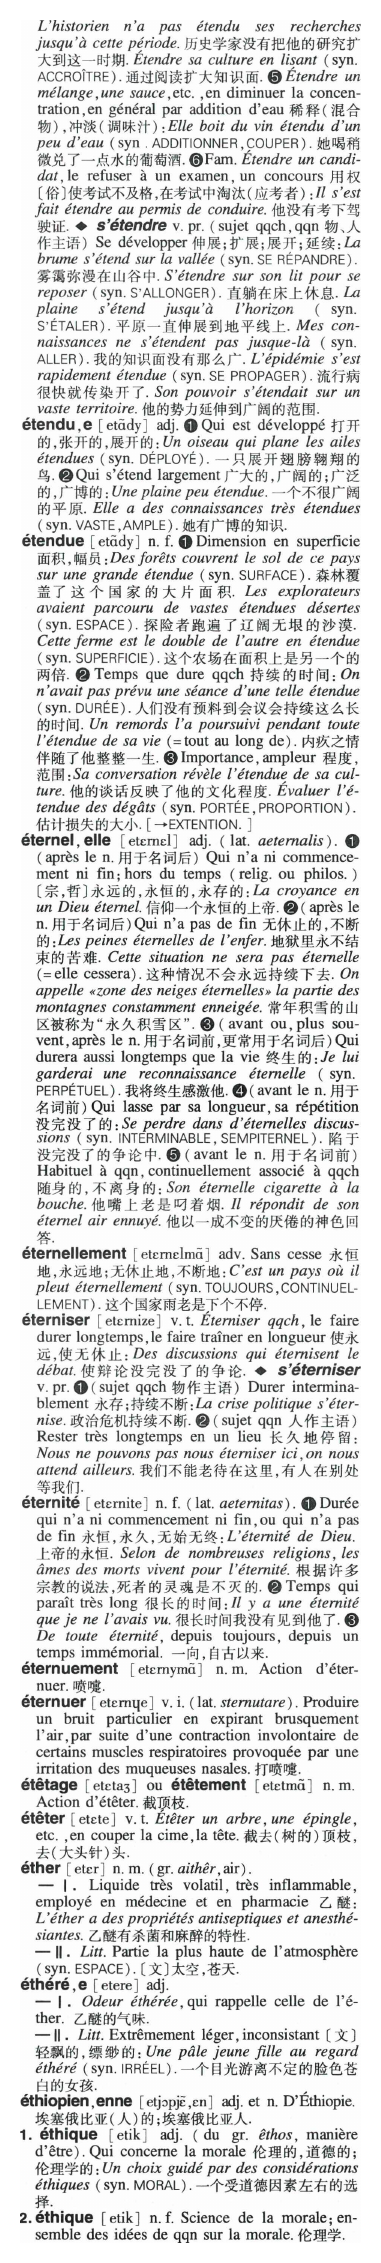 L'historien n'a pas étendu ses recherches
jusqu'à cette période. 历史学家没有把他的研究扩
大到这一时期. Étendre sa culture en lisant (syn.
ACCROÎTRE). 通过阅读扩大知识面. ❺ Étendre un
mélange, une sauce, etc. , en diminuer la concen-
tration, en général par addition d'eau 稀释(混合
物),冲淡(调味汁):Elle boit du vin étendu d'un
peu d'eau (syn . ADDITIONNER, COUPER). 她喝稍
微兑了一点水的葡萄酒. ❻ Fam. Étendre un candi-
dat, le refuser à un examen, un concours 用权
〔俗〕使考试不及格,在考试中淘汰(应考者):Il s'est
fait étendre au permis de conduire. 他没有考下驾
驶证. ◆ s'étendre v. pr. (sujet qqch, qqn 物、人
作主语) Se développer 伸展;扩展;展开;延续:La
brume s'étend sur la vallée (syn. SE RÉPANDRE).
雾霭弥漫在山谷中. S'étendre sur son lit pour se
reposer (syn. S'ALLONGER). 直躺在床上休息. La
plaine s'étend jusqu'à l'horizon ( syn.
S'ÉTALER). 平原一直伸展到地平线上. Mes con-
naissances ne s'étendent pas jusque-là ( syn.
ALLER). 我的知识面没有那么广. L'épidémie s'est
rapidement étendue (syn. SE PROPAGER). 流行病
很快就传染开了. Son pouvoir s'étendait sur un
vaste territoire. 他的势力延伸到广阔的范围.
étendu, e [etɑ̃dy] adj. ❶ Qui est développé 打开
的,张开的,展开的:Un oiseau qui plane les ailes
étendues (syn. DÉPLOYÉ). 一只展开翅膀翱翔的
鸟. ❷ Qui s'étend largement 广大的,广阔的;广泛
的,广博的:Une plaine peu étendue. 一个不很广阔
的平原. Elle a des connaissances très étendues
(syn. VASTE, AMPLE). 她有广博的知识.
étendue [etɑ̃dy] n. f. ❶ Dimension en superficie
面积,幅员:Des forêts couvrent le sol de ce pays
sur une grande étendue (syn. SURFACE). 森林覆
盖了这个国家的大片面积. Les explorateurs
avaient parcouru de vastes étendues désertes
(syn. ESPACE). 探险者跑遍了辽阔无垠的沙漠.
Cette ferme est le double de l'autre en étendue
(syn. SUPERFICIE). 这个农场在面积上是另一个的
两倍. ❷ Temps que dure qqch 持续的时间:On
n'avait pas prévu une séance d'une telle étendue
(syn. DURÉE). 人们没有预料到会议会持续这么长
的时间. Un remords l'a poursuivi pendant toute
l'étendue de sa vie (= tout au long de). 内疚之情
伴随了他整整一生. ❸ Importance, ampleur 程度,
范围:Sa conversation révèle l'étendue de sa cul-
ture. 他的谈话反映了他的文化程度. Évaluer l'é-
tendue des dégâts (syn. PORTÉE, PROPORTION).
估计损失的大小. [→EXTENTION. ]
éternel, elle [etɛrnɛl] adj. (lat. aeternalis). ❶
(après le n. 用于名词后) Qui n'a ni commence-
ment ni fin; hors du temps (relig. ou philos. )
〔宗,哲〕永远的,永恒的,永存的:La croyance en
un Dieu éternel. 信仰一个永恒的上帝. ❷ (après le
n. 用于名词后) Qui n'a pas de fin 无休止的,不断
的:Les peines éternelles de l'enfer. 地狱里永不结
束的苦难. Cette situation ne sera pas éternelle
(= elle cessera). 这种情况不会永远持续下去. On
appelle «zone des neiges éternelles» la partie des
montagnes constamment enneigée. 常年积雪的山
区被称为“永久积雪区”. ❸ (avant ou, plus sou-
vent, après le n. 用于名词前,更常用于名词后) Qui
durera aussi longtemps que la vie 终生的:Je lui
garderai une reconnaissance éternelle ( syn.
PERPÉTUEL). 我将终生感激他. ❹ (avant le n. 用于
名词前) Qui lasse par sa longueur, sa répétition
没完没了的:Se perdre dans d'éternelles discus-
sions (syn. INTERMINABLE, SEMPITERNEL). 陷于
没完没了的争论中. ❺ (avant le n. 用于名词前)
Habituel à qqn, continuellement associé à qqch
随身的,不离身的:Son éternelle cigarette à la
bouche. 他嘴上老是叼着烟. Il répondit de son
éternel air ennuyé. 他以一成不变的厌倦的神色回
答.
éternellement [etɛrnɛlmɑ̃] adv. Sans cesse 永恒
地,永远地;无休止地,不断地:C'est un pays où il
pleut éternellement (syn. TOUJOURS, CONTINUEL-
LEMENT). 这个国家雨老是下个不停.
éterniser [etɛrnize] v. t. Éterniser qqch, le faire
durer longtemps, le faire traîner en longueur 使永
远,使无休止:Des discussions qui éternisent le
débat. 使辩论没完没了的争论. ◆ s'éterniser
v. pr. ❶ (sujet qqch 物作主语) Durer intermina-
blement 永存;持续不断:La crise politique s'éter-
nise. 政治危机持续不断. ❷ (sujet qqn 人作主语)
Rester très longtemps en un lieu 长久地停留:
Nous ne pouvons pas nous éterniser ici, on nous
attend ailleurs. 我们不能老待在这里,有人在别处
等我们.
éternité [etɛrnite] n. f. (lat. aeternitas). ❶ Durée
qui n'a ni commencement ni fin, ou qui n'a pas
de fin 永恒,永久,无始无终:L'éternité de Dieu.
上帝的永恒. Selon de nombreuses religions, les
âmes des morts vivent pour l'éternité. 根据许多
宗教的说法,死者的灵魂是不灭的. ❷ Temps qui
paraît très long 很长的时间:Il y a une éternité
que je ne l'avais vu. 很长时间我没有见到他了. ❸
De toute éternité, depuis toujours, depuis un
temps immémorial. 一向,自古以来.
éternuement [etɛrnymɑ̃] n. m. Action d'éter-
nuer. 喷嚏.
éternuer [etɛrnɥe] v. i. (lat. sternutare). Produire
un bruit particulier en expirant brusquement
l'air, par suite d'une contraction involontaire de
certains muscles respiratoires provoquée par une
irritation des muqueuses nasales. 打喷嚏.
étêtage [etɛtaʒ] ou étêtement [etɛtmɑ̃] n. m.
Action d'étêter. 截顶枝.
étêter [etɛte] v. t. Étêter un arbre, une épingle,
etc. , en couper la cime, la tête. 截去(树的)顶枝,
去(大头针)头.
éther [etɛr] n. m. (gr. aithêr, air).
— Ⅰ. Liquide très volatil, très inflammable,
employé en médecine et en pharmacie 乙醚:
L'éther a des propriétés antiseptiques et anesthé-
siantes. 乙醚有杀菌和麻醉的特性.
— Ⅱ. Litt. Partie la plus haute de l'atmosphère
(syn. ESPACE). 〔文〕太空,苍天.
éthéré, e [etere] adj.
— Ⅰ. Odeur éthérée, qui rappelle celle de l'é-
ther. 乙醚的气味.
— Ⅱ. Litt. Extrêmement léger, inconsistant 〔文〕
轻飘的,缥缈的:Une pâle jeune fille au regard
éthéré (syn. IRRÉEL). 一个目光游离不定的脸色苍
白的女孩.
éthiopien, enne [etjɔpjɛ̃, ɛn] adj. et n. D'Éthiopie.
埃塞俄比亚(人)的;埃塞俄比亚人.
1. éthique [etik] adj. (du gr. êthos, manière
d'être). Qui concerne la morale 伦理的,道德的;
伦理学的:Un choix guidé par des considérations
éthiques (syn. MORAL). 一个受道德因素左右的选
择.
2. éthique [etik] n. f. Science de la morale; en-
semble des idées de qqn sur la morale. 伦理学.